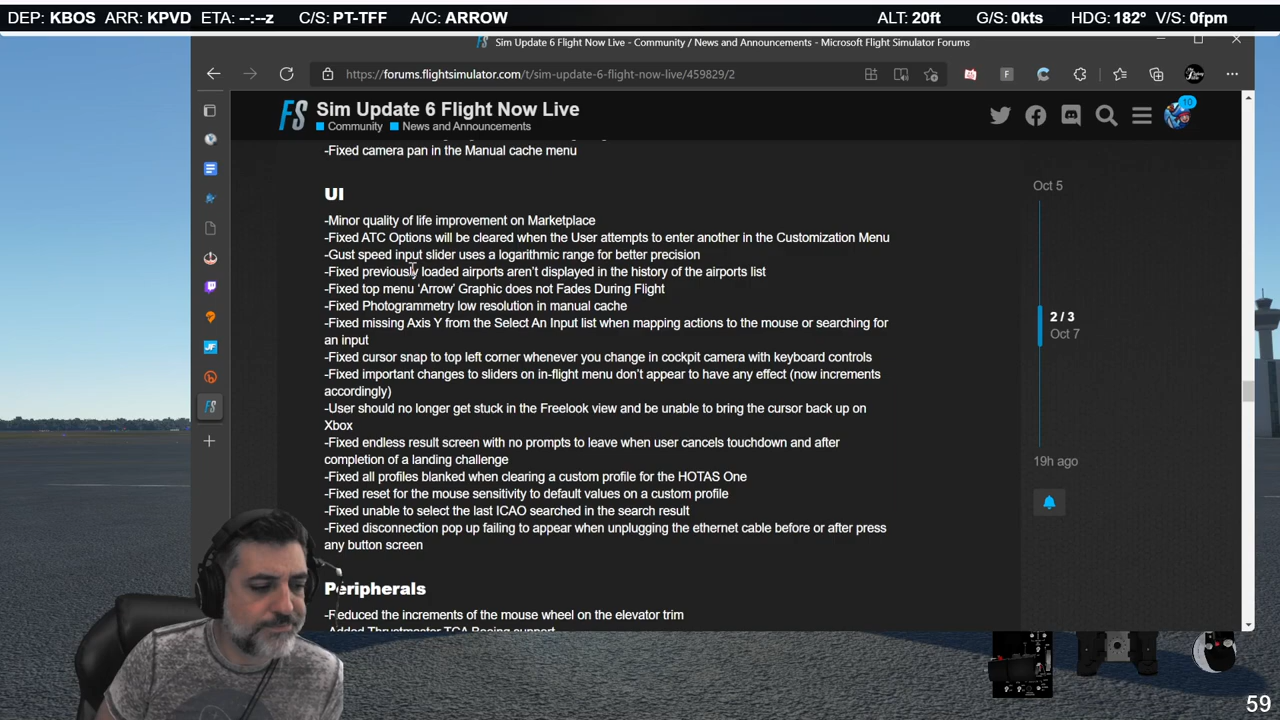 DEP: KBOS ARR: KPVD ETA: --:--z C/S: PT-TFF A/C: ARROW ALT: 20ft G/S: 0kts HDG: 182° V/S: 0fpm
Sim Update 6 Flight Now Live - Community / News and Announcements - Microsoft Flight Simulator Forums
https://forums.flightsimulator.com/t/sim-update-6-flight-now-live/459829/2
FS Sim Update 6 Flight Now Live
Community News and Announcements
10
-Fixed camera pan in the Manual cache menu
UI
-Minor quality of life improvement on Marketplace
-Fixed ATC Options will be cleared when the User attempts to enter another in the Customization Menu
-Gust speed input slider uses a logarithmic range for better precision
-Fixed previously loaded airports aren't displayed in the history of the airports list
-Fixed top menu ‘Arrow’ Graphic does not Fades During Flight
-Fixed Photogrammetry low resolution in manual cache
-Fixed missing Axis Y from the Select An Input list when mapping actions to the mouse or searching for
an input
-Fixed cursor snap to top left corner whenever you change in cockpit camera with keyboard controls
-Fixed important changes to sliders on in-flight menu don't appear to have any effect (now increments
accordingly)
-User should no longer get stuck in the Freelook view and be unable to bring the cursor back up on
Xbox
-Fixed endless result screen with no prompts to leave when user cancels touchdown and after
completion of a landing challenge
-Fixed all profiles blanked when clearing a custom profile for the HOTAS One
-Fixed reset for the mouse sensitivity to default values on a custom profile
-Fixed unable to select the last ICAO searched in the search result
-Fixed disconnection pop up failing to appear when unplugging the ethernet cable before or after press
any button screen
Peripherals
-Reduced the increments of the mouse wheel on the elevator trim
-Added Thrustmaster TCA Boeing support
Oct 5
2 / 3
Oct 7
19h ago
59